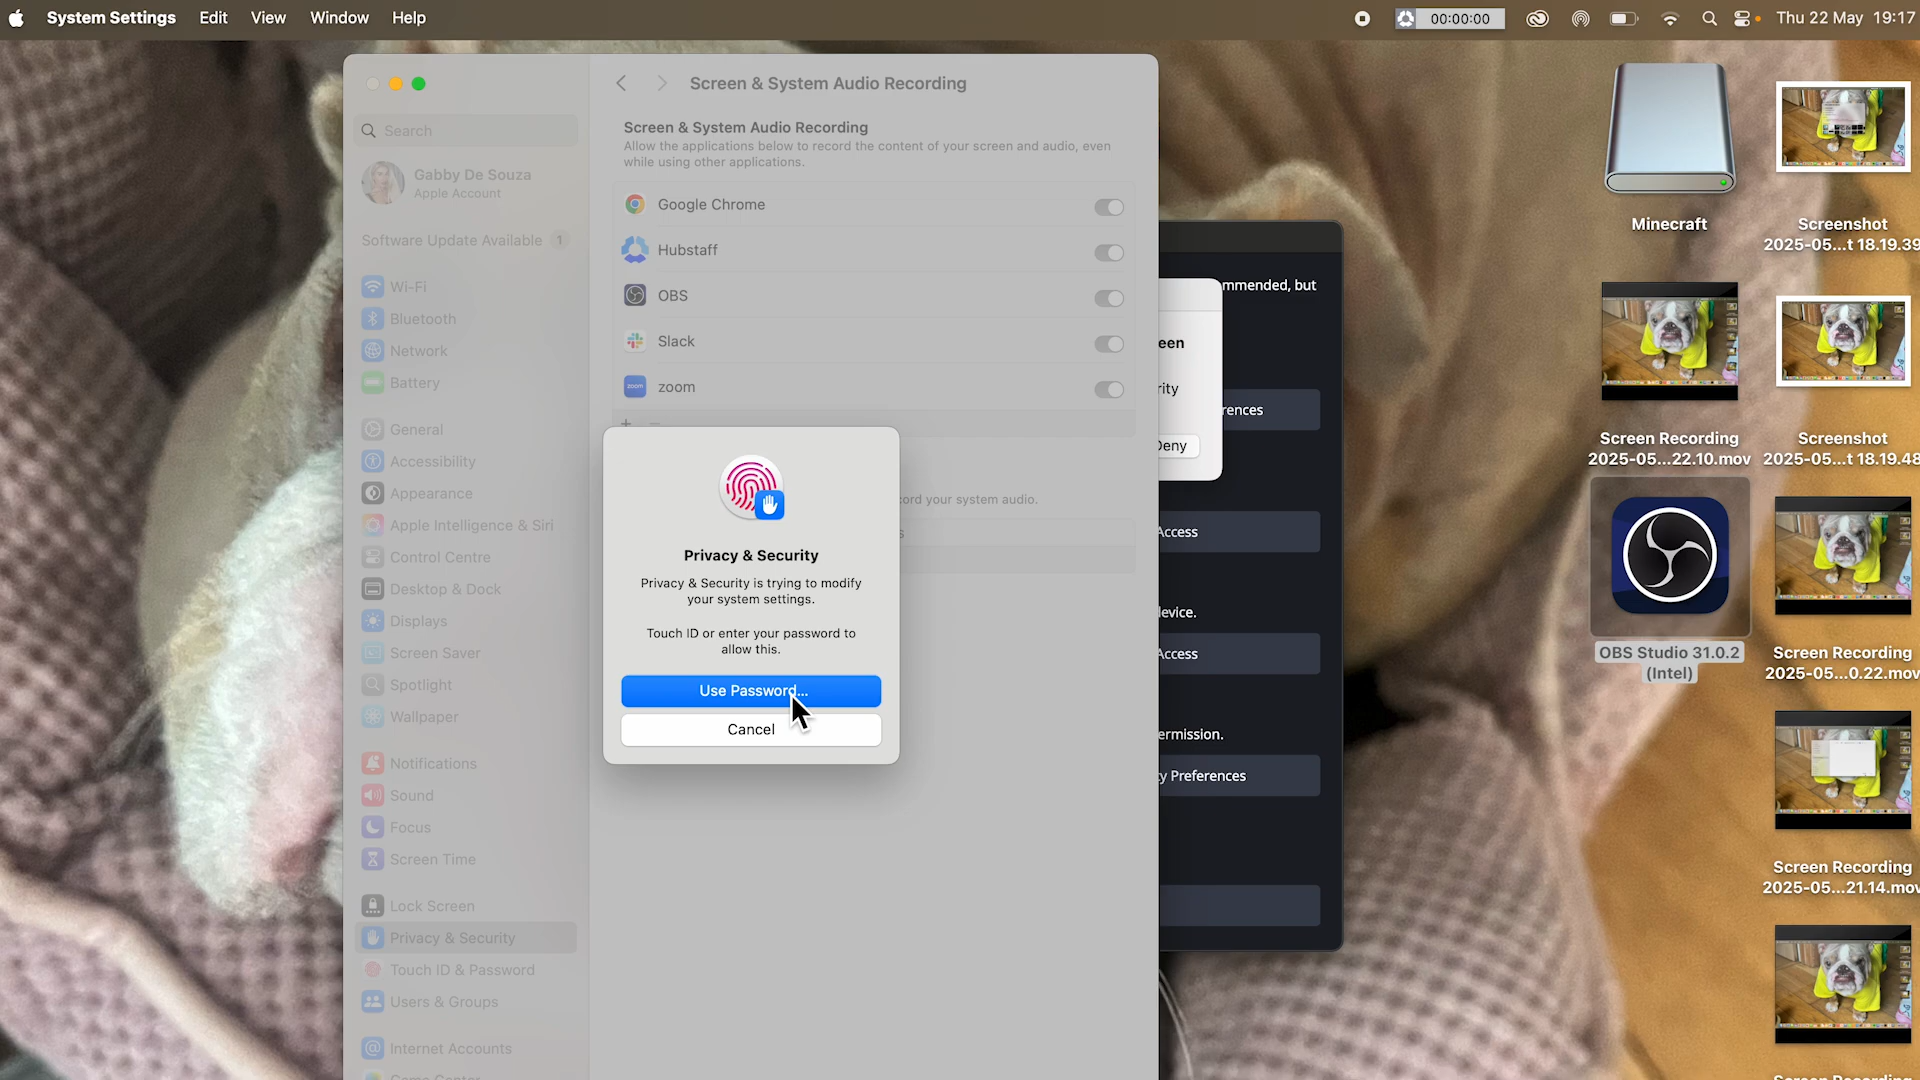 System Settings Edit View Window Help
00:00:00
Thu 22 May 19:17
Search
Gabby De Souza
Apple Account
Software Update Available 1
Wi-Fi
Bluetooth
Network
Battery
General
Accessibility
Appearance
Apple Intelligence & Siri
Control Centre
Desktop & Dock
Displays
Screen Saver
Spotlight
Wallpaper
Notifications
Sound
Focus
Screen Time
Lock Screen
Privacy & Security
Touch ID & Password
Users & Groups
Internet Accounts
Screen & System Audio Recording
Screen & System Audio Recording
Allow the applications below to record the content of your screen and audio, even
while using other applications.
Google Chrome
Hubstaff
OBS
Slack
zoom
zoom
cord your system audio.
s
Privacy & Security
Privacy & Security is trying to modify
your system settings.
Touch ID or enter your password to
allow this.
Use Password...
Cancel
mmended, but
een
rity
rences
Deny
Access
evice.
Access
ermission.
y Preferences
Minecraft
Screenshot
2025-05...t 18.19.39
Screen Recording
2025-05...22.10.mov
Screenshot
2025-05...t 18.19.48
OBS Studio 31.0.2
(Intel)
Screen Recording
2025-05...0.22.mov
Screen Recording
2025-05...21.14.mov